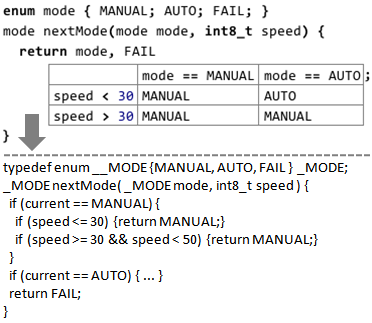 enum mode { MANUAL; AUTO; FAIL; }
mode nextMode(mode mode, int8_t speed) {
return mode, FAIL
mode == MANUAL mode == AUTO ;
speed < 30 MANUAL AUTO
speed > 30 MANUAL MANUAL
}
typedef enum __MODE {MANUAL, AUTO, FAIL } _MODE;
_MODE nextMode( _MODE mode, int8_t speed ) {
if (current == MANUAL) {
if (speed <= 30) {return MANUAL;}
if (speed >= 30 && speed < 50) {return MANUAL;}
}
if (current == AUTO) { ... }
return FAIL;
}